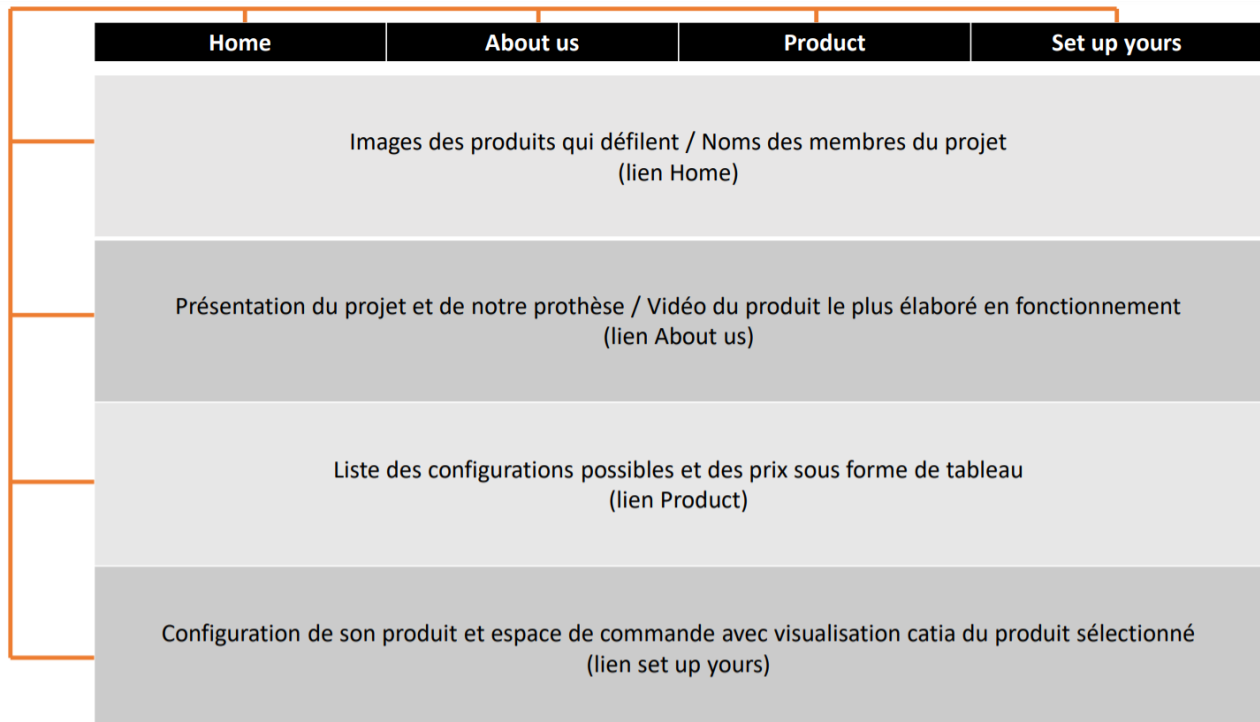 Home About us Product Set up yours
Images des produits qui défilent / Noms des membres du projet
(lien Home)
Présentation du projet et de notre prothèse / Vidéo du produit le plus élaboré en fonctionnement
(lien About us)
Liste des configurations possibles et des prix sous forme de tableau
(lien Product)
Configuration de son produit et espace de commande avec visualisation catia du produit sélectionné
(lien set up yours)